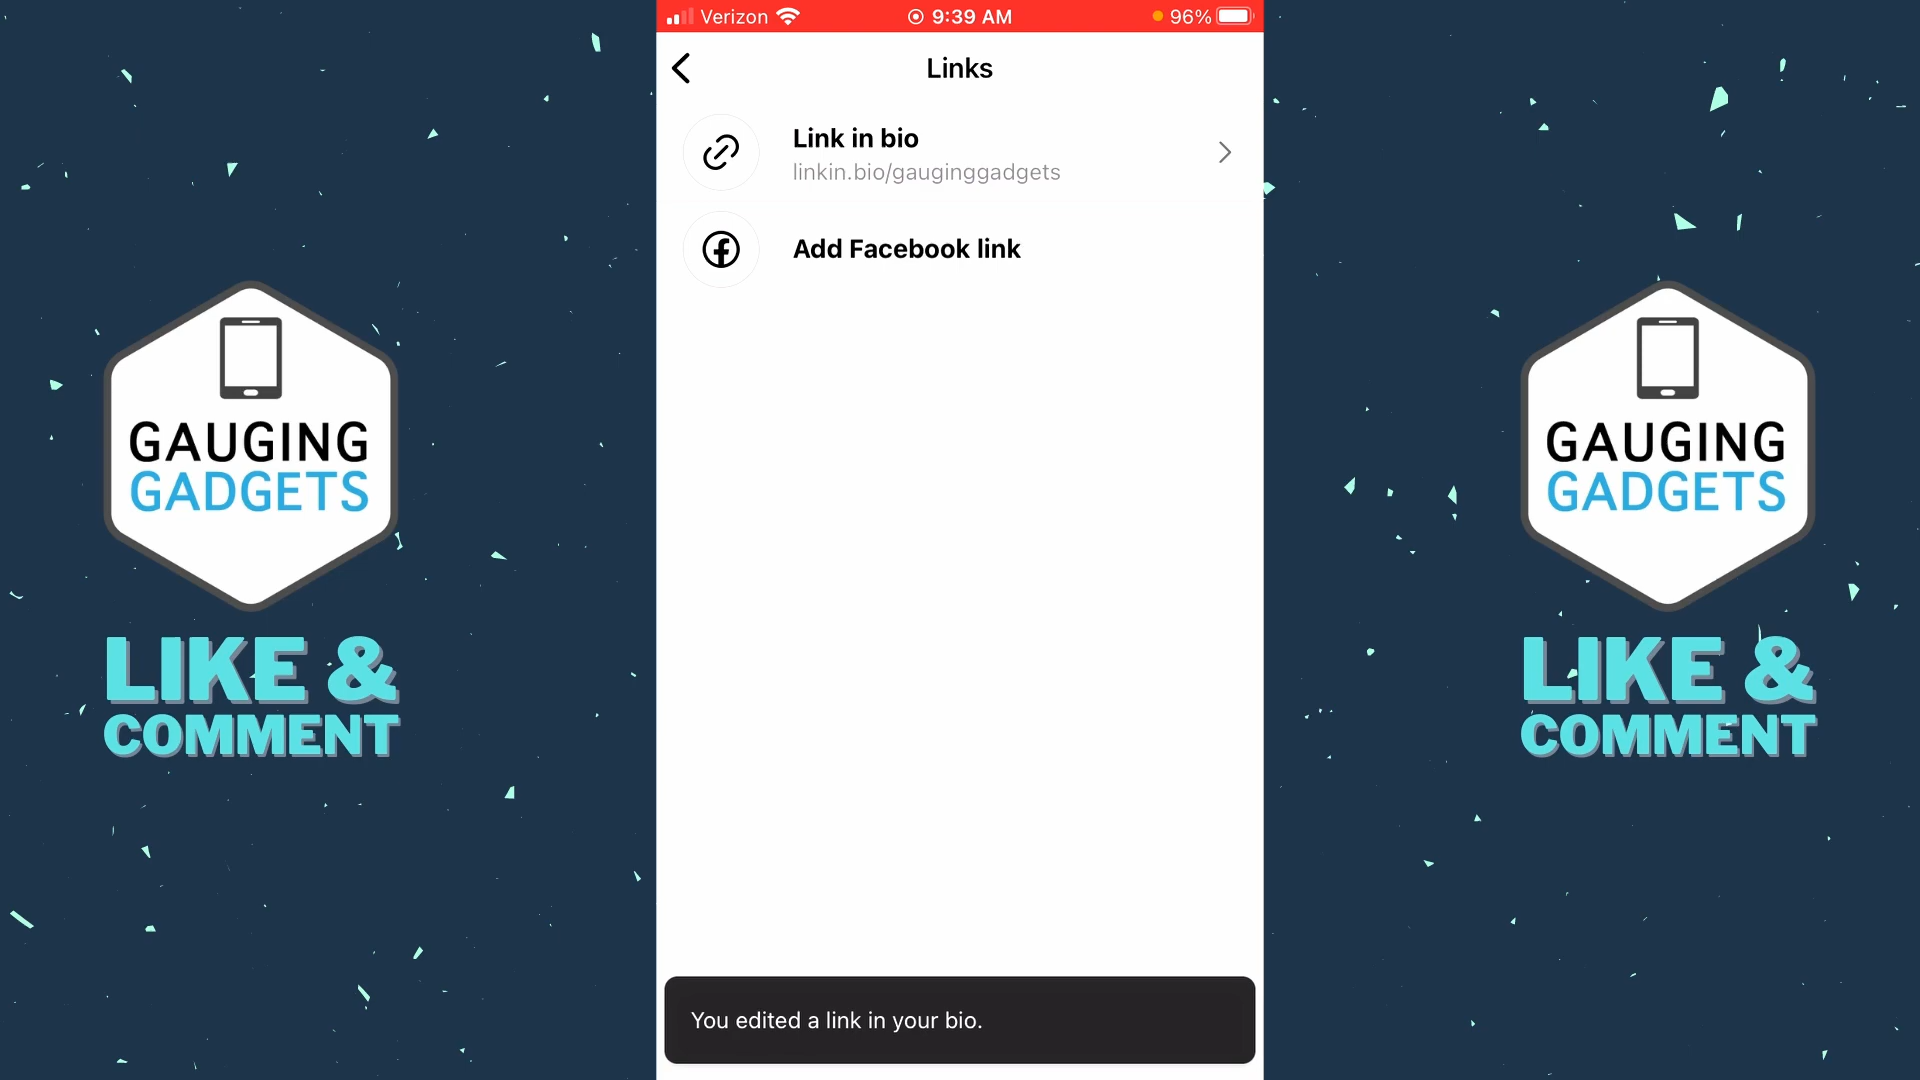 Verizon 9:39 AM 96%
Links
Link in bio
linkin.bio/gauginggadgets
Add Facebook link
You edited a link in your bio.
GAUGING
GADGETS
LIKE &
COMMENT
GAUGING
GADGETS
LIKE &
COMMENT